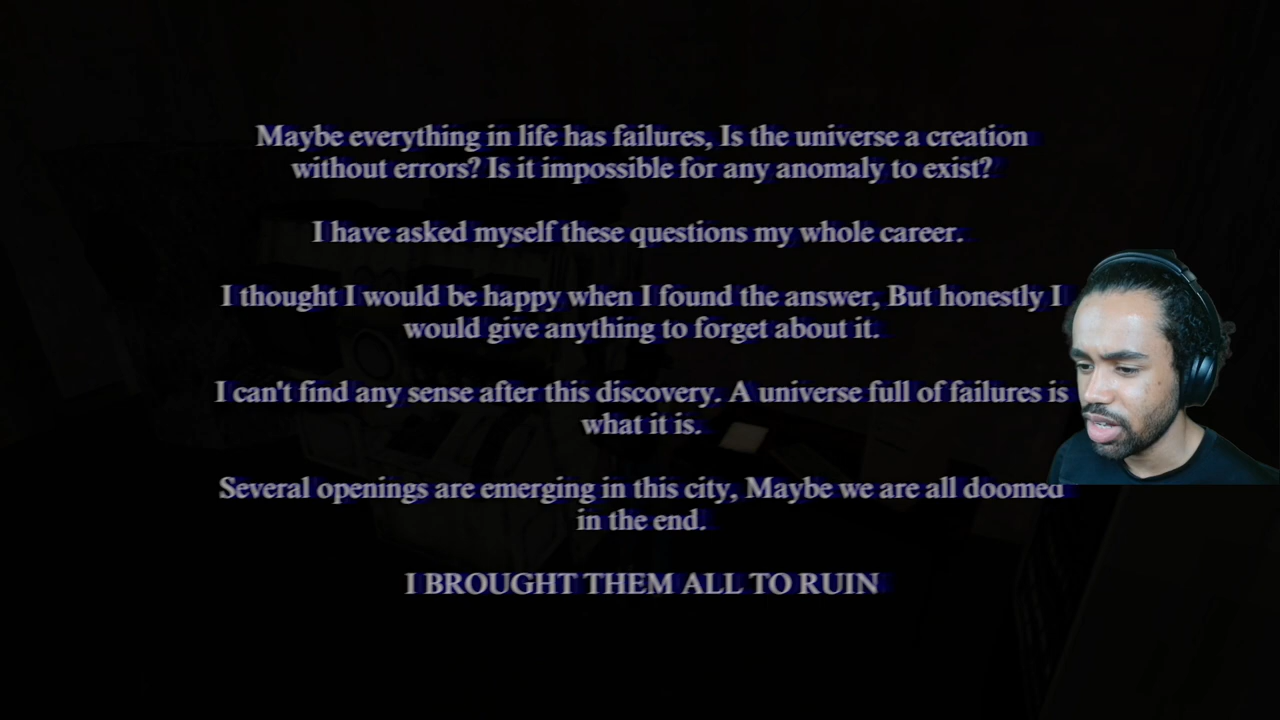 Maybe everything in life has failures, Is the universe a creation
without errors? Is it impossible for any anomaly to exist?
I have asked myself these questions my whole career.
I thought I would be happy when I found the answer, But honestly I
would give anything to forget about it.
I can't find any sense after this discovery. A universe full of failures is
what it is.
Several openings are emerging in this city, Maybe we are all doomed
in the end.
I BROUGHT THEM ALL TO RUIN